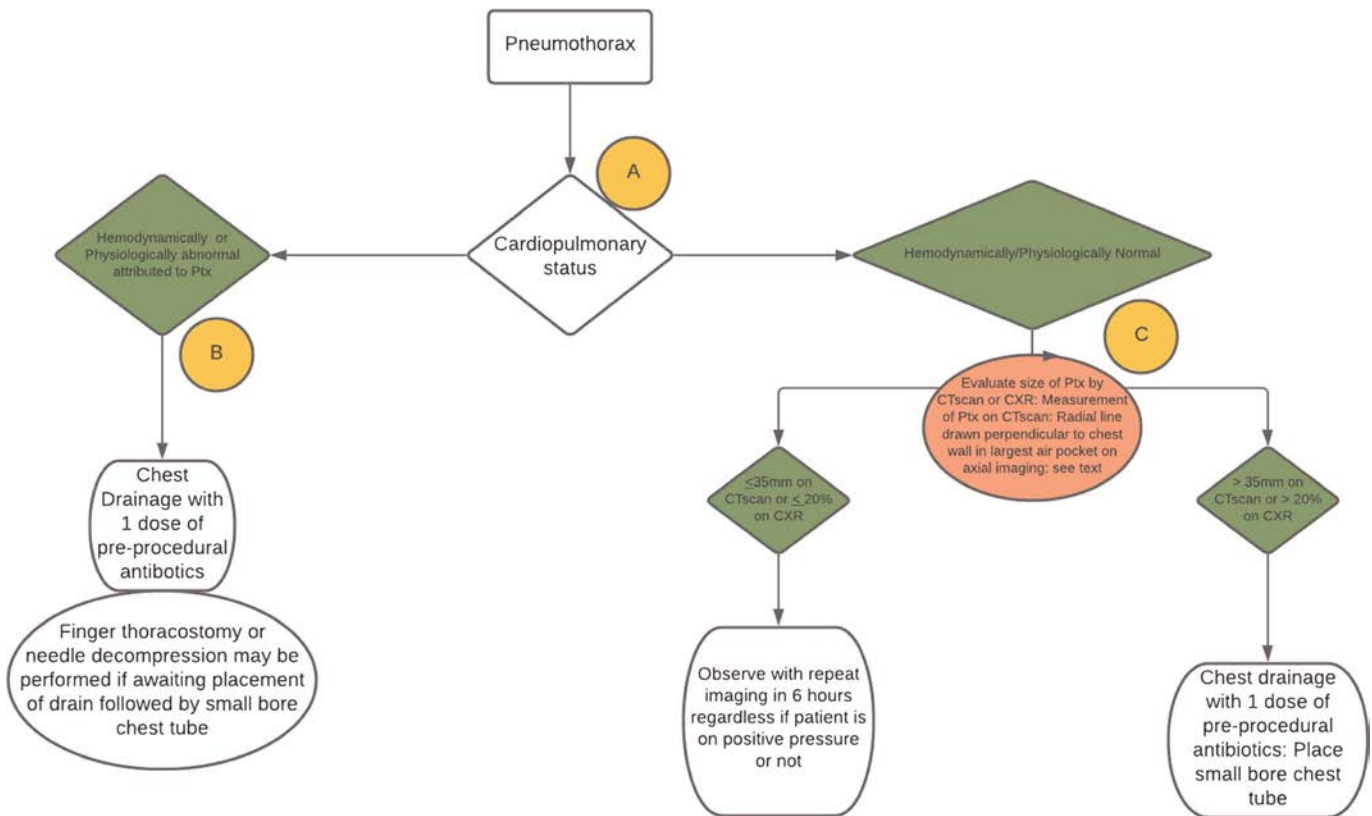 Pneumothorax
A
Cardiopulmonary
status
Hemodynamically or
Physiologically abnormal
attributed to Ptx
B
Chest
Drainage with
1 dose of
pre-procedural
antibotics
Finger thoracostomy or
needle decompression may be
performed if awaiting placement
of drain followed by small bore
chest tube
Hemodynamically/Physiologically Normal
C
Evaluate size of Ptx by
CTscan or CXR: Measurement
of Ptx on CTscan: Radial line
drawn perpendicular to chest
wall in largest air pocket on
axial imaging: see text
≤35mm on
CTscan or ≤ 20%
on CXR
Observe with repeat
imaging in 6 hours
regardless if patient is
on positive pressure
or not
> 35mm on
CTscan or > 20%
on CXR
Chest drainage
with 1 dose of
pre-procedural
antibiotics: Place
small bore chest
tube